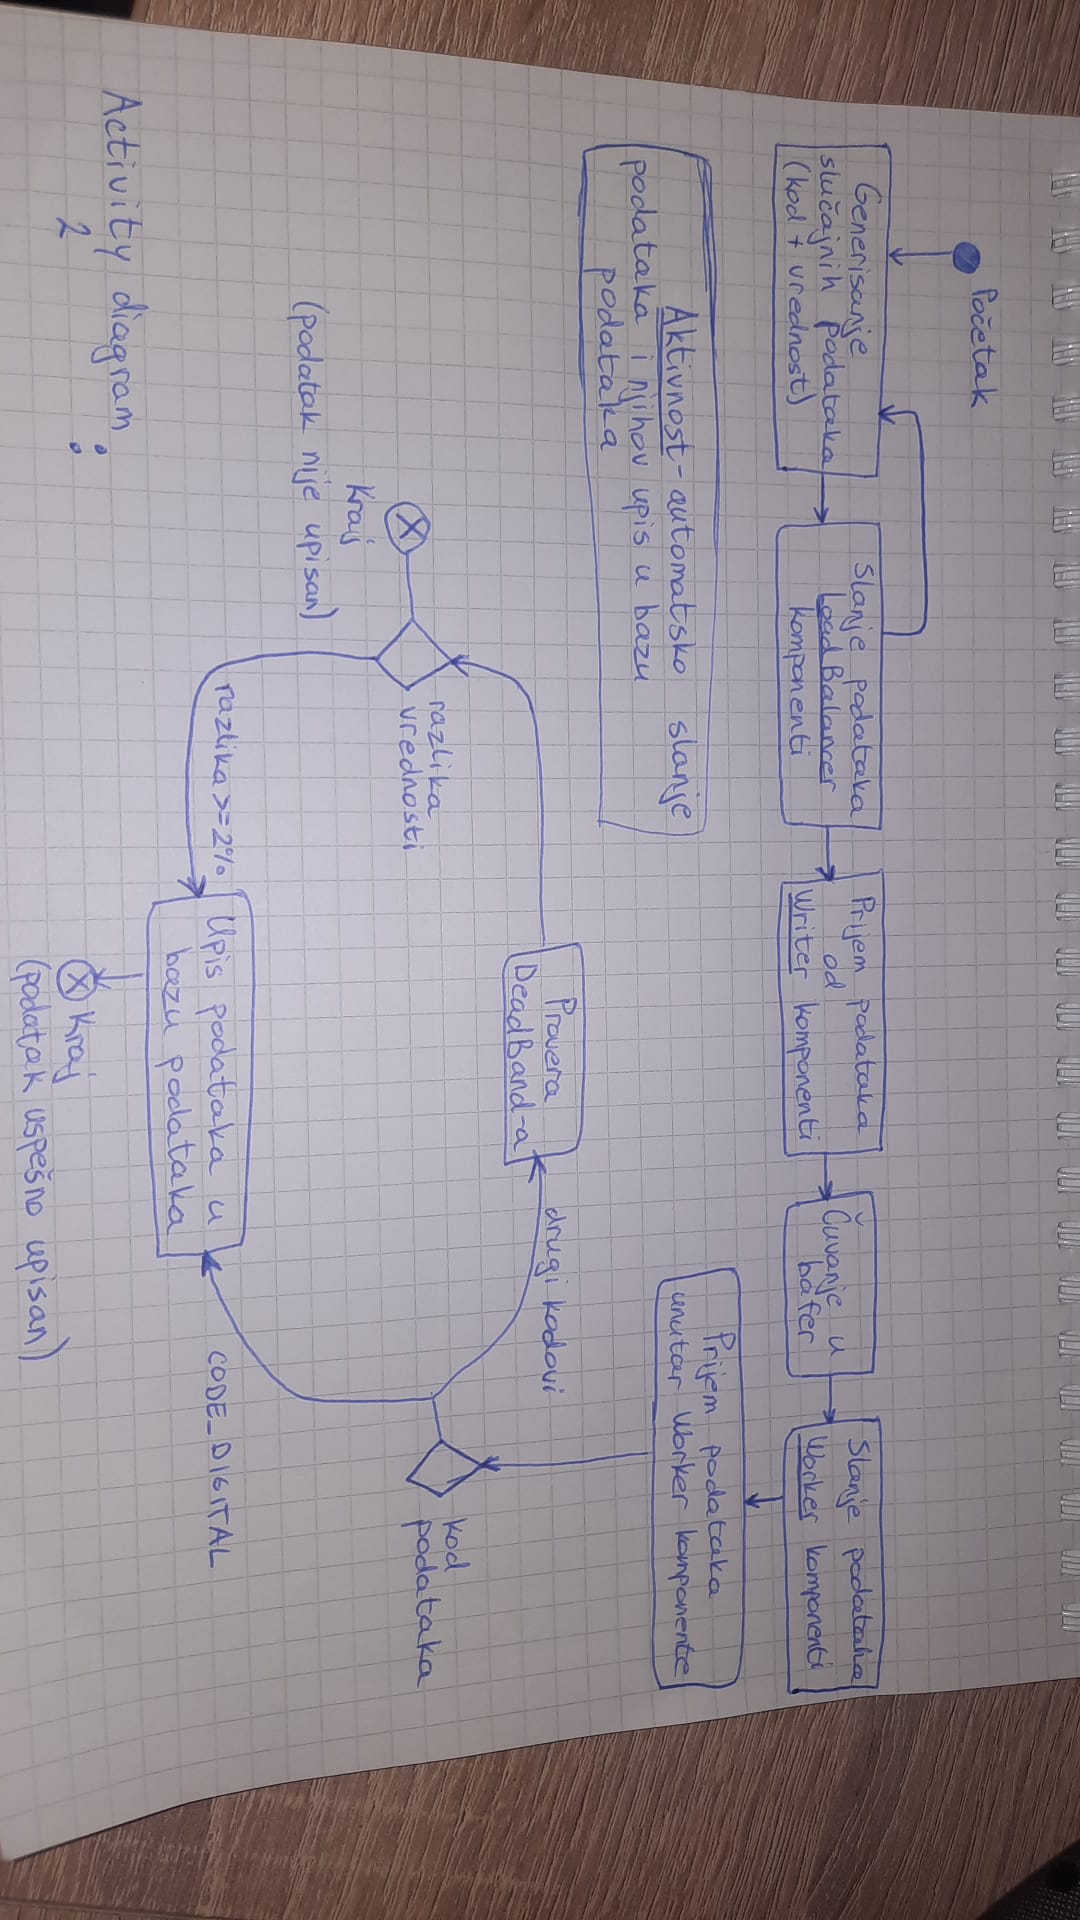 Početak
Generisanje
slučajnih podataka
(kod + vrednost)
Slanje podataka
LoadBalancer
komponenti
Prijem podataka
od
Writer komponenti
Čuvanje u
bafer
Slanje podataka
Worker komponenti
Aktivnost - automatsko slanje
podataka i njihov upis u bazu
podataka
Prijem podataka
unutar Worker komponente
Provera
DeadBand-a
drugi kodovi
kod
podataka
razlika
vrednosti
Kraj
(podatak nije upisan)
razlika >= 2%
Upis podataka u
bazu podataka
CODE_DIGITAL
Kraj
(podatak uspešno upisan)
Activity diagram :
2